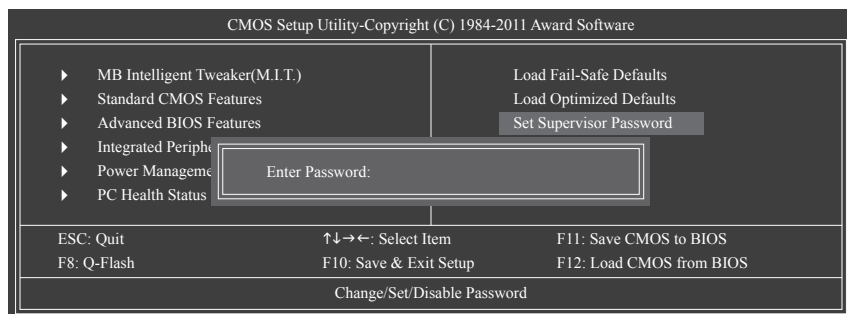 CMOS Setup Utility-Copyright (C) 1984-2011 Award Software
MB Intelligent Tweaker(M.I.T.)
Standard CMOS Features
Advanced BIOS Features
Integrated
Power
PC Health Status
Load Fail-Safe Defaults
Load Optimized Defaults
Set Supervisor Password
Enter Password:
ESC: Quit
↑↓→←: Select Item
F11: Save CMOS to BIOS
F8: Q-Flash
F10: Save & Exit Setup
F12: Load CMOS from BIOS
Change/Set/Disable Password